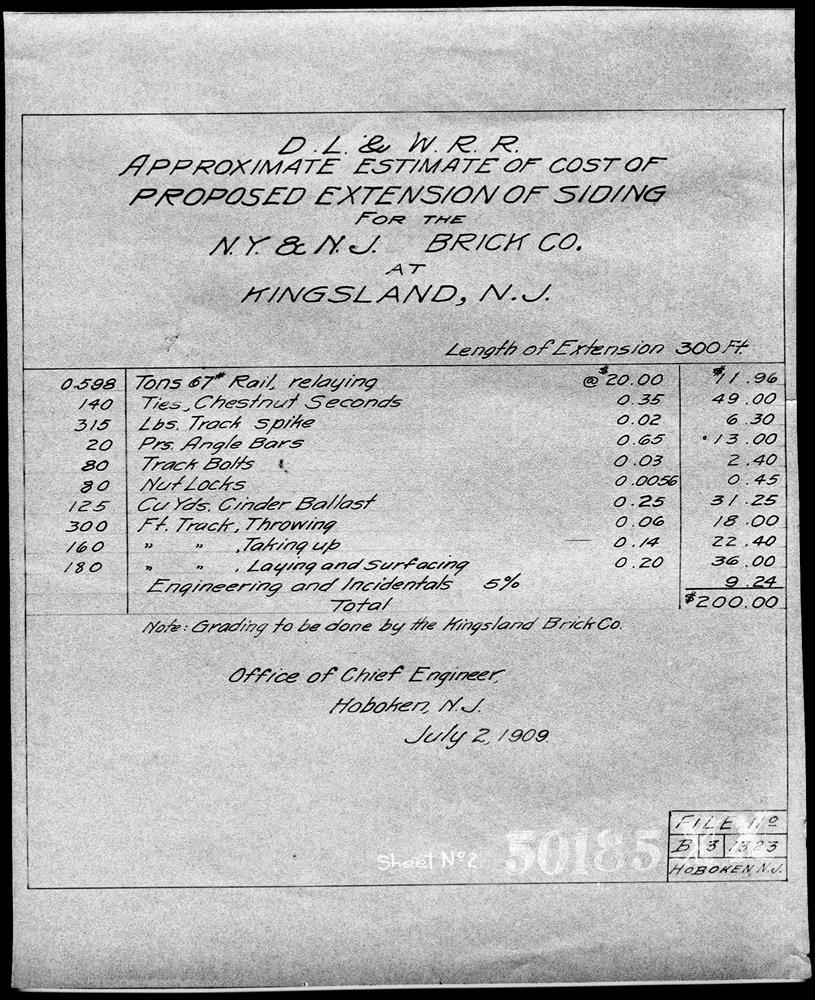 D. L. & W. R. R.
APPROXIMATE ESTIMATE OF COST OF
PROPOSED EXTENSION OF SIDING
FOR THE
N.Y. & N.J. BRICK CO.
AT
KINGSLAND, N.J.
Length of Extension 300 Ft.
0.598 Tons 67# Rail, relaying @ $20.00 $11.96
140 Ties, Chestnut Seconds 0.35 49.00
315 Lbs. Track spike 0.02 6.30
20 Prs. Angle Bars 0.65 13.00
80 Track Bolts 0.03 2.40
80 Nut Locks 0.0056 0.45
125 Cu Yds. Cinder Ballast 0.25 31.25
300 Ft. Track, Throwing 0.06 18.00
160 " " , Taking up 0.14 22.40
180 " " , Laying and Surfacing 0.20 36.00
Engineering and Incidentals 5% 9.24
Total $200.00
Note: Grading to be done by the Kingsland Brick Co.
Office of Chief Engineer,
Hoboken, N.J.
July 2, 1909.
FILE No
B 3 1323
HOBOKEN, N.J.
Sheet No 2
50185